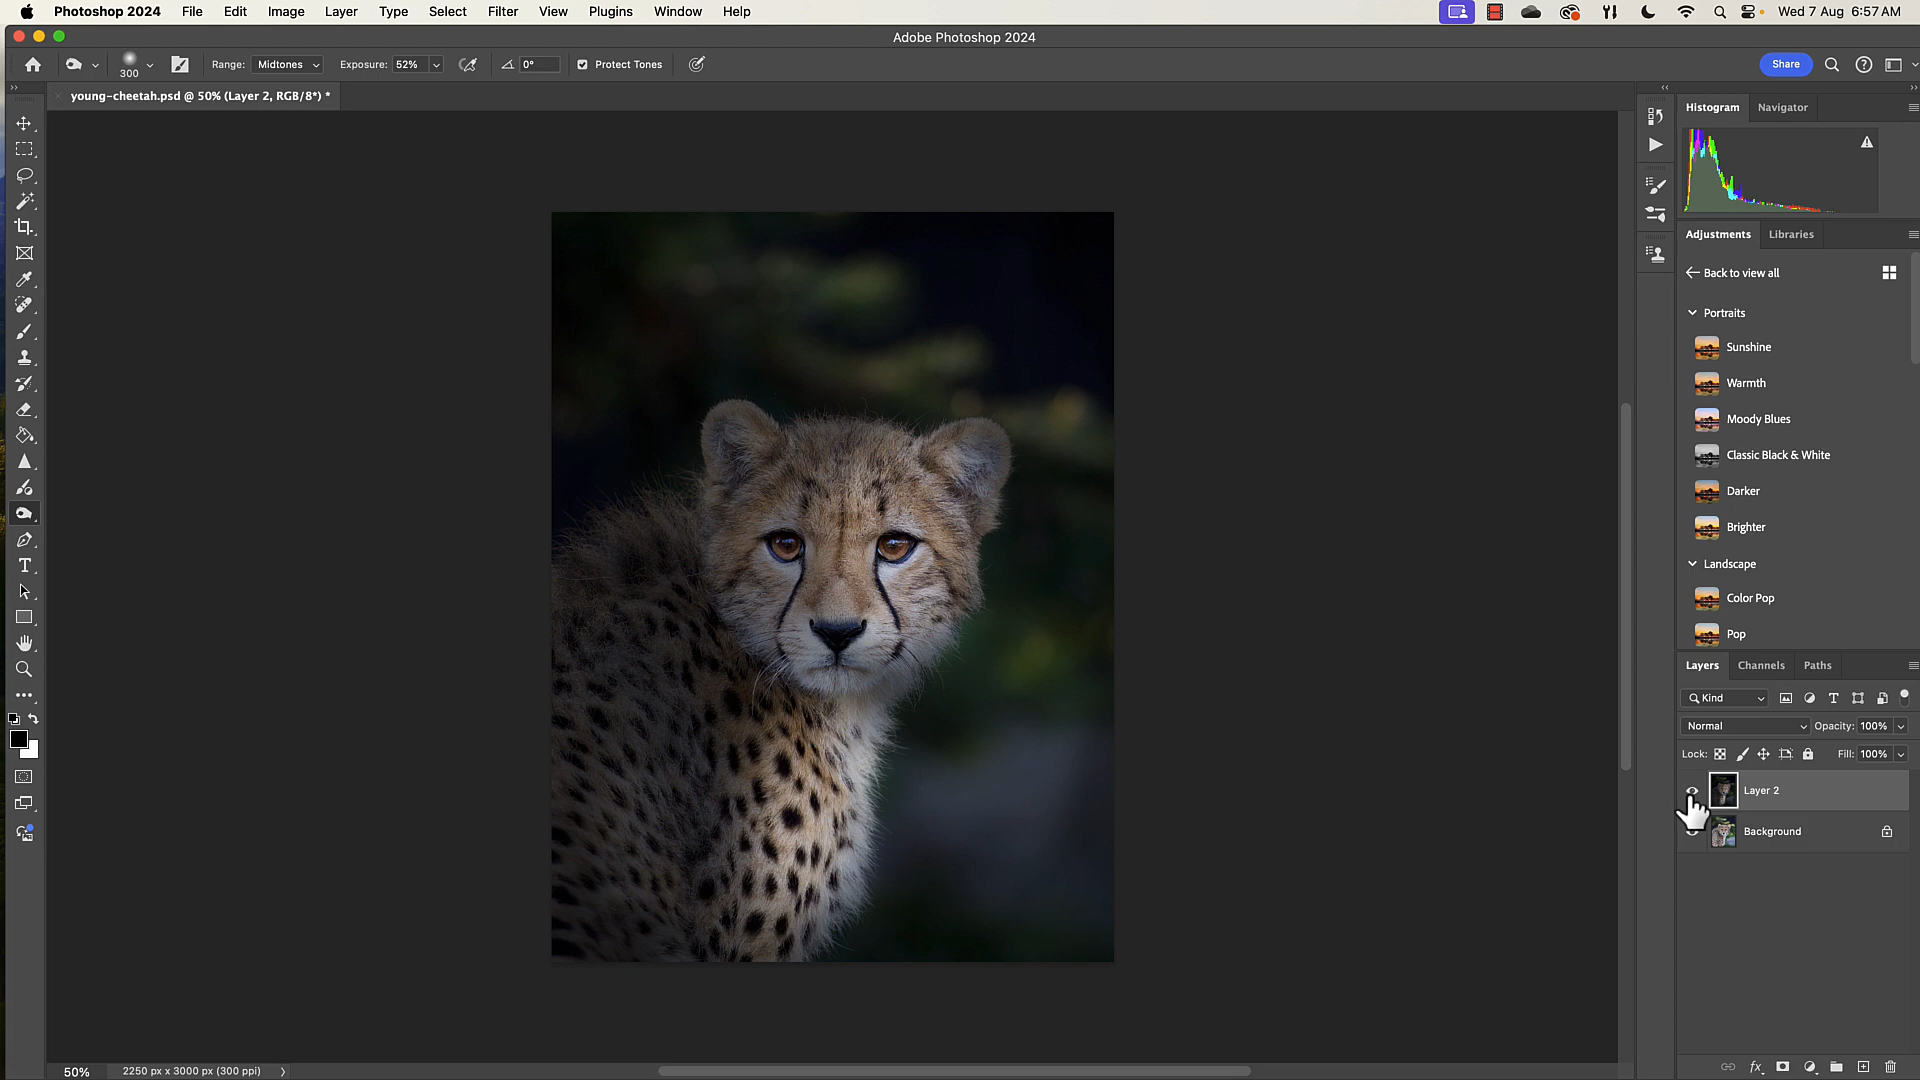 Photoshop 2024 File Edit Image Layer Type Select Filter View Plugins Window Help Wed 7 Aug 6:57 AM
Adobe Photoshop 2024
300 Range: Midtones Exposure: 52% 0° Protect Tones Share
young-cheetah.psd @ 50% (Layer 2, RGB/8*) *
Histogram Navigator
Adjustments Libraries
Back to view all
Portraits
Sunshine
Warmth
Moody Blues
Classic Black & White
Darker
Brighter
Landscape
Color Pop
Pop
Layers Channels Paths
Kind
Normal Opacity: 100%
Lock: Fill: 100%
Layer 2
Background
50% 2250 px x 3000 px (300 ppi)